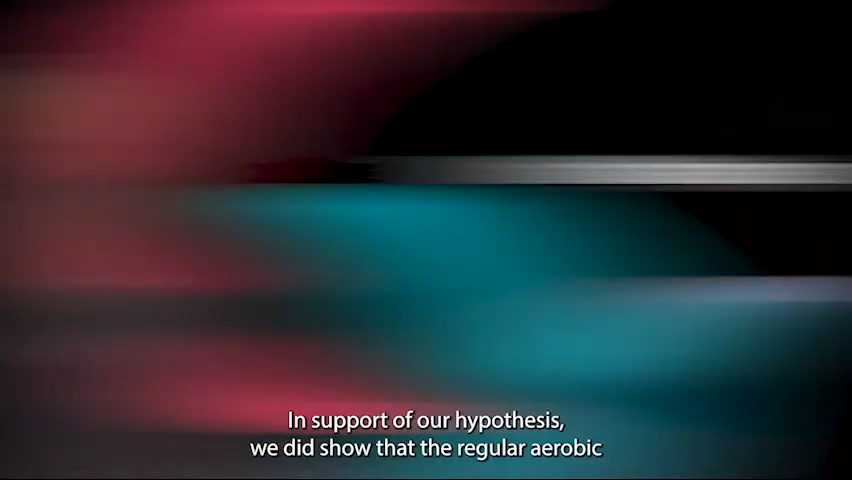 In support of our hypothesis,
we did show that the regular aerobic